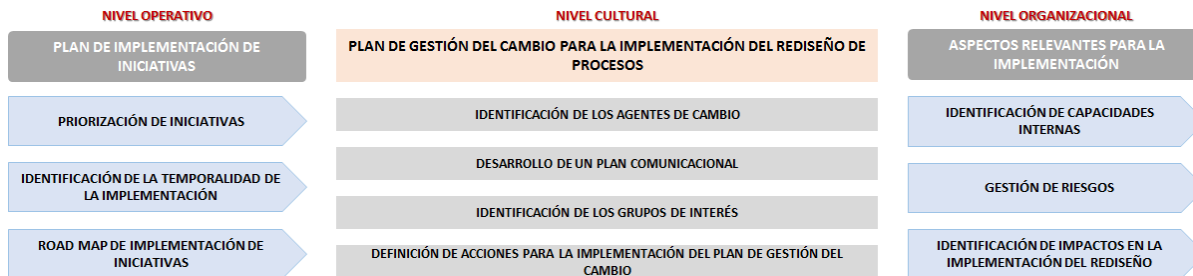 NIVEL OPERATIVO
PLAN DE IMPLEMENTACIÓN DE
INICIATIVAS
PRIORIZACIÓN DE INICIATIVAS
IDENTIFICACIÓN DE LA TEMPORALIDAD DE
LA IMPLEMENTACIÓN
ROAD MAP DE IMPLEMENTACIÓN DE
INICIATIVAS
NIVEL CULTURAL
PLAN DE GESTIÓN DEL CAMBIO PARA LA IMPLEMENTACIÓN DEL REDISEÑO DE
PROCESOS
IDENTIFICACIÓN DE LOS AGENTES DE CAMBIO
DESARROLLO DE UN PLAN COMUNICACIONAL
IDENTIFICACIÓN DE LOS GRUPOS DE INTERÉS
DEFINICIÓN DE ACCIONES PARA LA IMPLEMENTACIÓN DEL PLAN DE GESTIÓN DEL
CAMBIO
NIVEL ORGANIZACIONAL
ASPECTOS RELEVANTES PARA LA
IMPLEMENTACIÓN
IDENTIFICACIÓN DE CAPACIDADES
INTERNAS
GESTIÓN DE RIESGOS
IDENTIFICACIÓN DE IMPACTOS EN LA
IMPLEMENTACIÓN DEL REDISEÑO